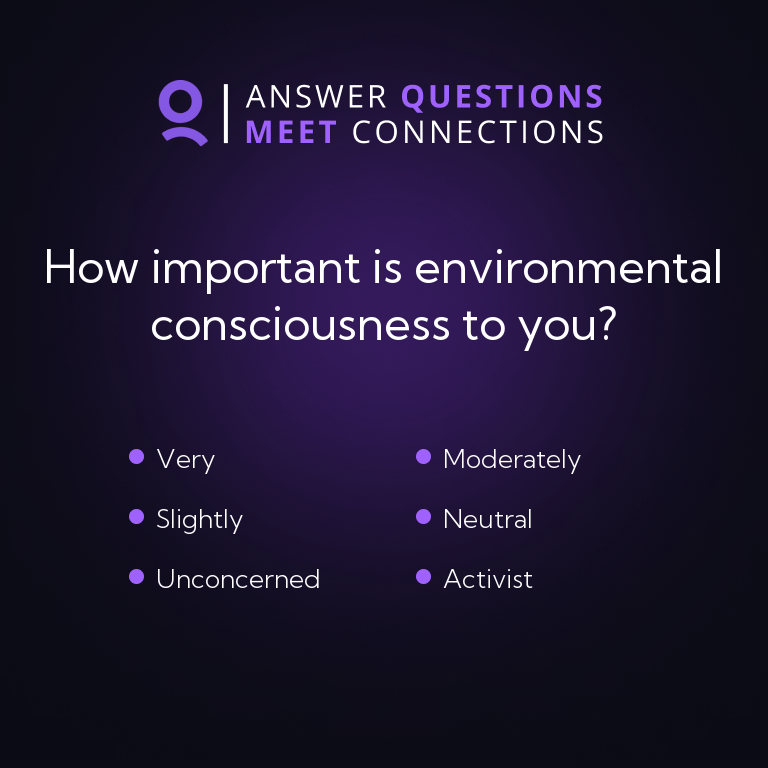 ANSWER QUESTIONS
MEET CONNECTIONS
How important is environmental
consciousness to you?
Very
Moderately
Slightly
Neutral
Unconcerned
Activist